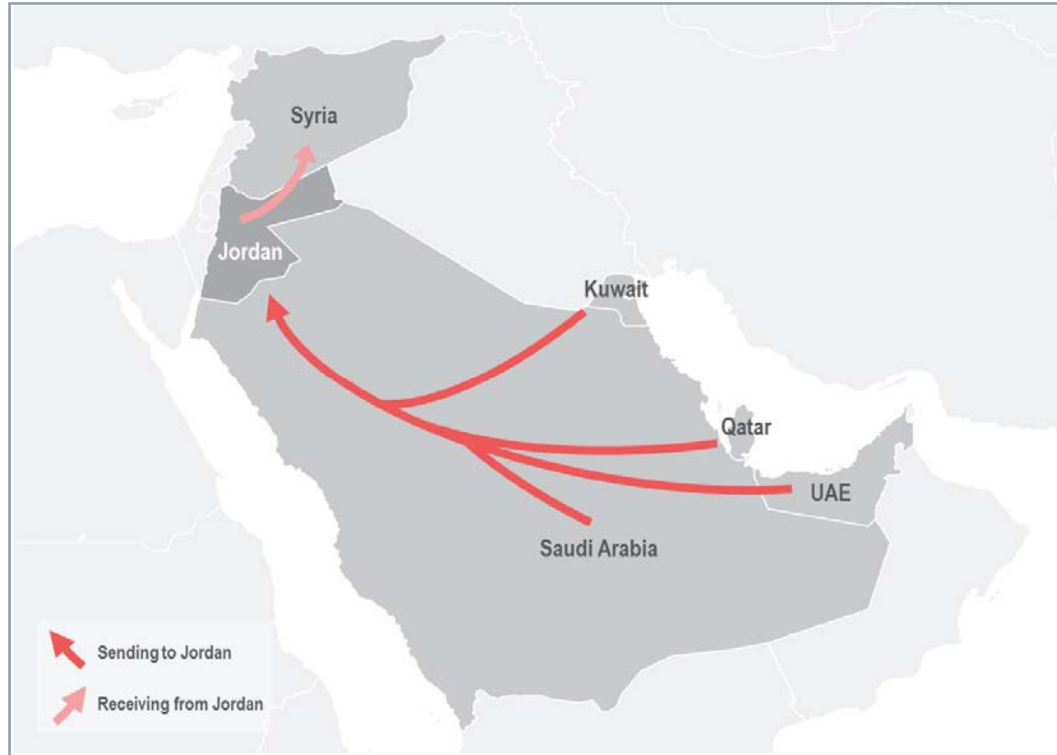 Syria
Jordan
Kuwait
Qatar
UAE
Saudi Arabia
Sending to Jordan
Receiving from Jordan